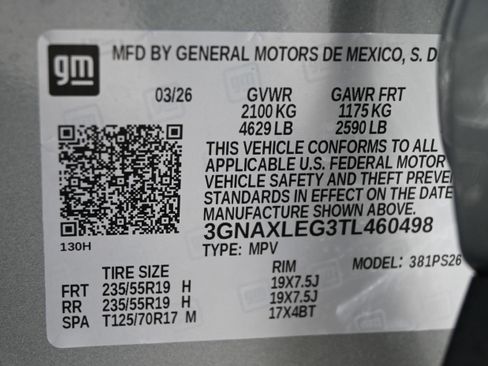 gm
MFD BY GENERAL MOTORS DE MEXICO, S. D
03/26 GVWR GAWR FRT
2100 KG 1175 KG
4629 LB 2590 LB
THIS VEHICLE CONFORMS TO ALL
APPLICABLE U.S. FEDERAL MOTOR
VEHICLE SAFETY AND THEFT PREVEN
STANDARDS IN EFFECT ON THE DATE
MANUFACTURE SHOWN ABOVE.
3GNAXLEG3TL460498
130H TYPE: MPV MODEL: 381PS26
TIRE SIZE RIM
FRT 235/55R19 H 19X7.5J
RR 235/55R19 H 19X7.5J
SPA T125/70R17 M 17X4BT